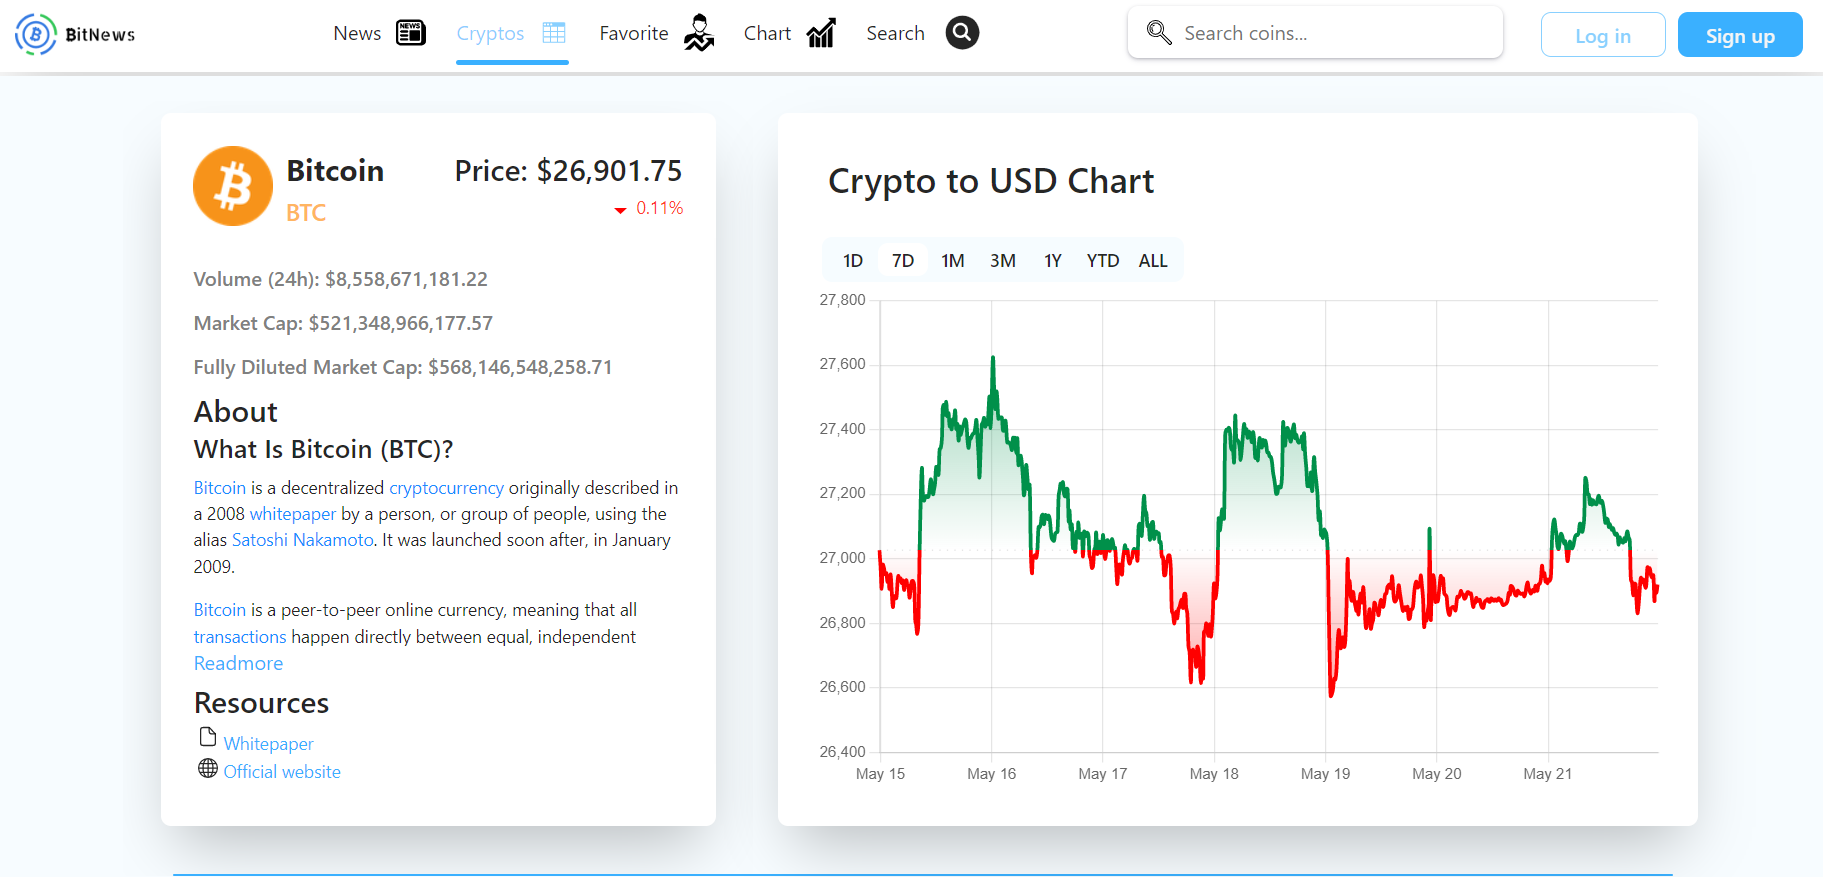 BitNews
News
NEWS
Cryptos
Favorite
Chart
Search
Search coins...
Log in
Sign up
Bitcoin
Price: $26,901.75
BTC
0.11%
Volume (24h): $8,558,671,181.22
Market Cap: $521,348,966,177.57
Fully Diluted Market Cap: $568,146,548,258.71
About
What Is Bitcoin (BTC)?
Bitcoin is a decentralized cryptocurrency originally described in
a 2008 whitepaper by a person, or group of people, using the
alias Satoshi Nakamoto. It was launched soon after, in January
2009.
Bitcoin is a peer-to-peer online currency, meaning that all
transactions happen directly between equal, independent
Readmore
Resources
Whitepaper
Official website
Crypto to USD Chart
1D 7D 1M 3M 1Y YTD ALL
27,800
27,600
27,400
27,200
27,000
26,800
26,600
26,400
May 15 May 16 May 17 May 18 May 19 May 20 May 21